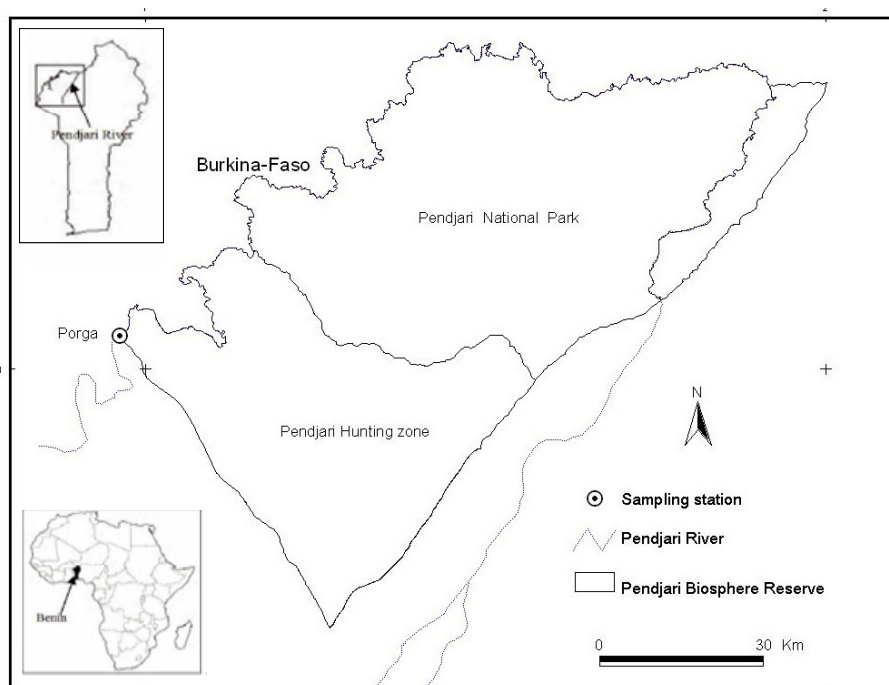 Pendjari River
Burkina-Faso
Pendjari National Park
Porga
Pendjari Hunting zone
N
Sampling station
Pendjari River
Pendjari Biosphere Reserve
Benin
0 30 Km